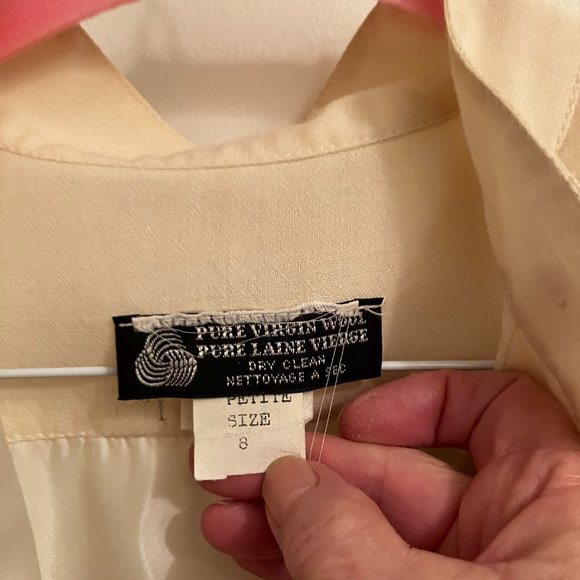 PURE VIRGIN WOOL
PURE LAINE VIERGE
DRY CLEAN
NETTOYAGE A SEC
PETITE
SIZE
8